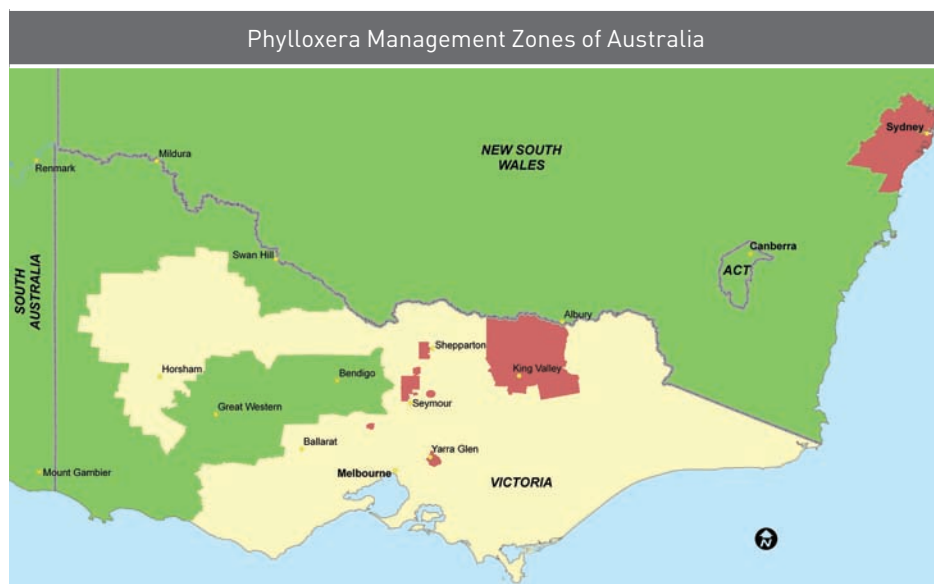 Phylloxera Management Zones of Australia
Sydney
NEW SOUTH
WALES
Mildura
Renmark
Canberra
ACT
Swan Hill
SOUTH
AUSTRALIA
Albury
Shepparton
Horsham
Bendigo
King Valley
Great Western
Seymour
Ballarat
Yarra Glen
Mount Gambier
Melbourne
VICTORIA
N